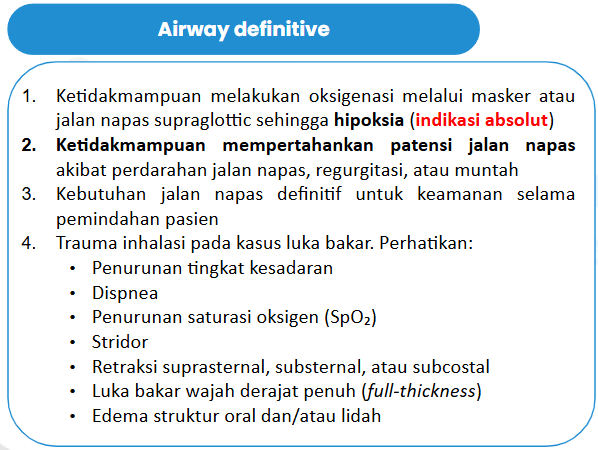 Airway definitive
1. Ketidakmampuan melakukan oksigenasi melalui masker atau
jalan napas supraglottic sehingga hipoksia (indikasi absolut)
2. Ketidakmampuan mempertahankan patensi jalan napas
akibat perdarahan jalan napas, regurgitasi, atau muntah
3. Kebutuhan jalan napas definitif untuk keamanan selama
pemindahan pasien
4. Trauma inhalasi pada kasus luka bakar. Perhatikan:
• Penurunan tingkat kesadaran
• Dispnea
• Penurunan saturasi oksigen (SpO₂)
• Stridor
• Retraksi suprasternal, substernal, atau subcostal
• Luka bakar wajah derajat penuh (full-thickness)
• Edema struktur oral dan/atau lidah